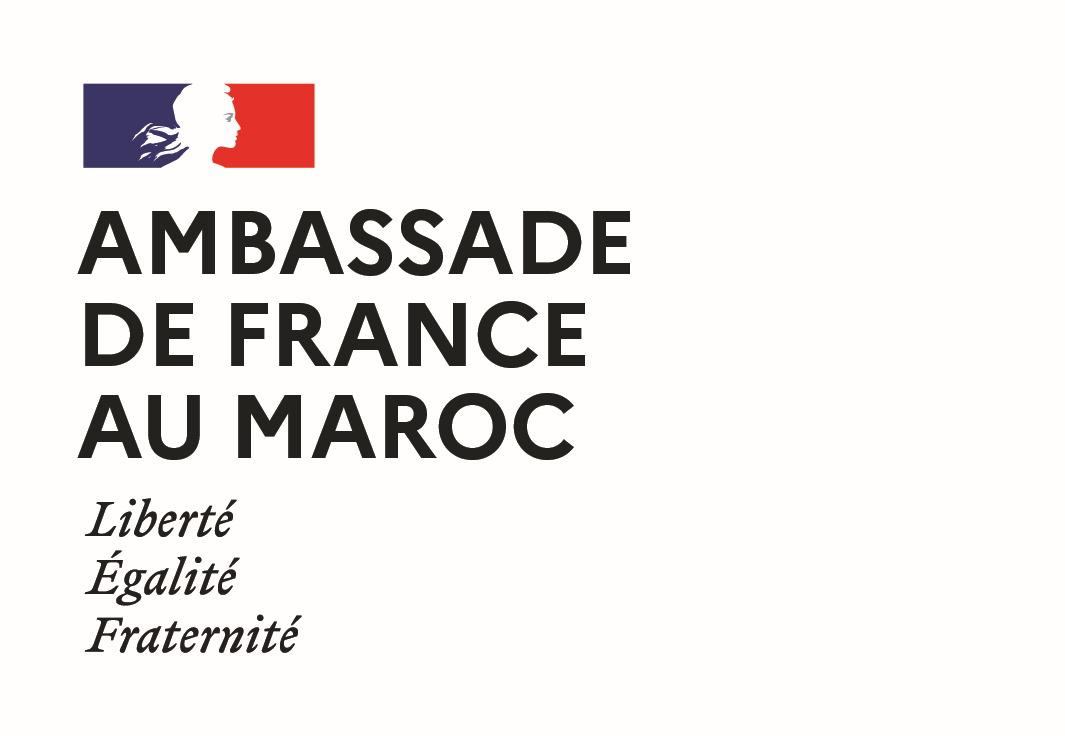 AMBASSADE
DE FRANCE
AU MAROC
Liberté
Égalité
Fraternité